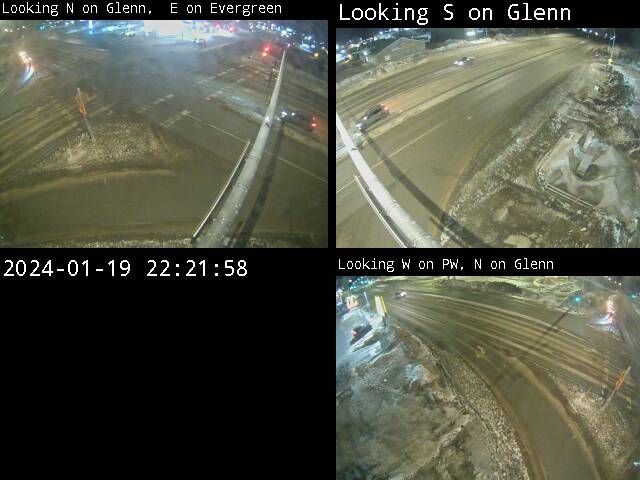 Looking N on Glenn,  E on Evergreen
Looking S on Glenn
2024-01-19 22:21:58
Looking W on PW, N on Glenn